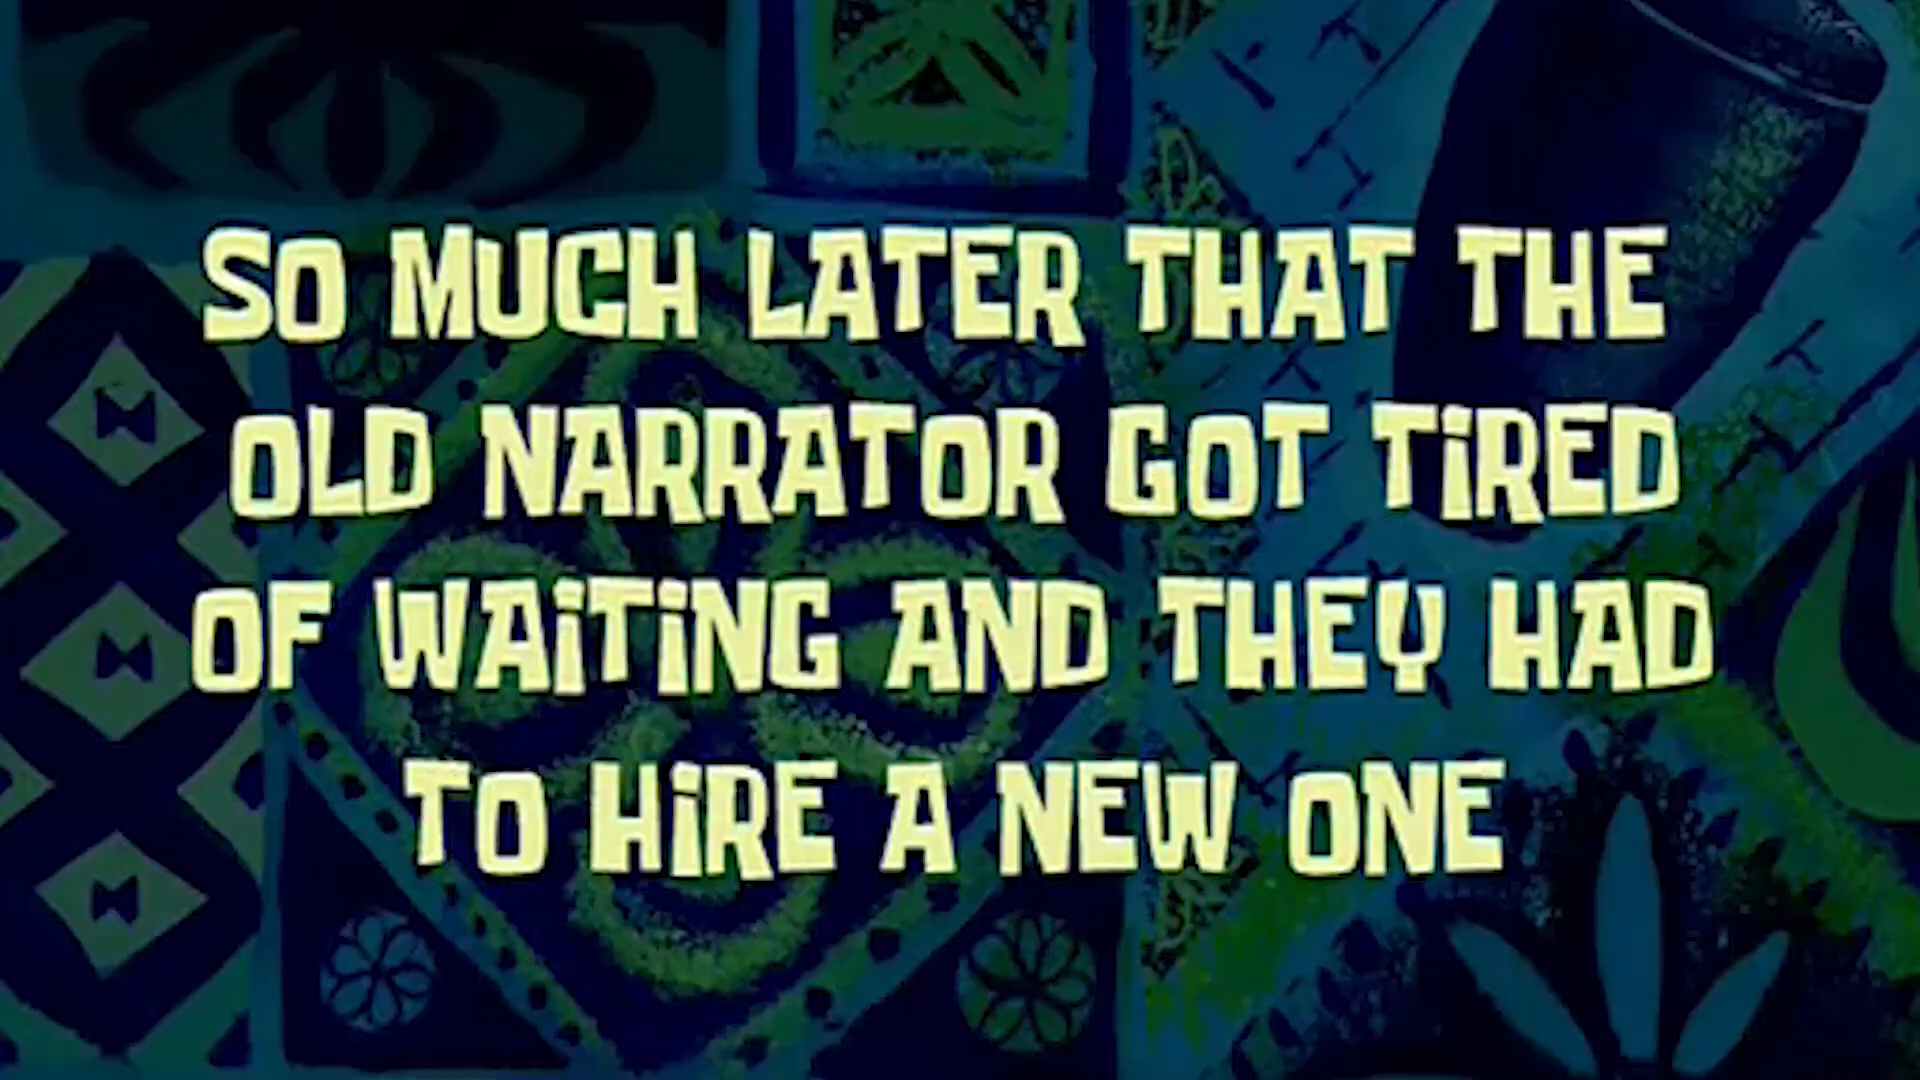 SO MUCH LATER THAT THE
OLD NARRATOR GOT TiRED
OF WAiTiNG AND THEY HAD
TO HiRE A NEW ONE